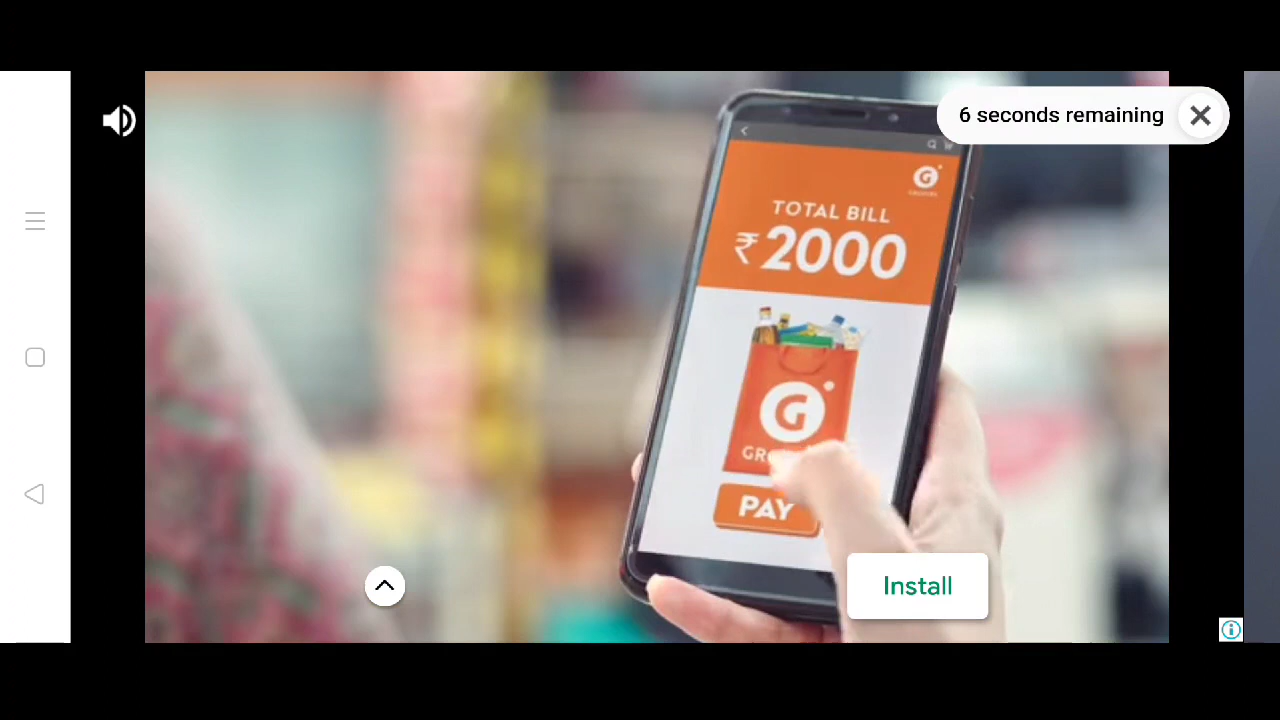 6 seconds remaining
TOTAL BILL
₹2000
G
G
PAY
Install